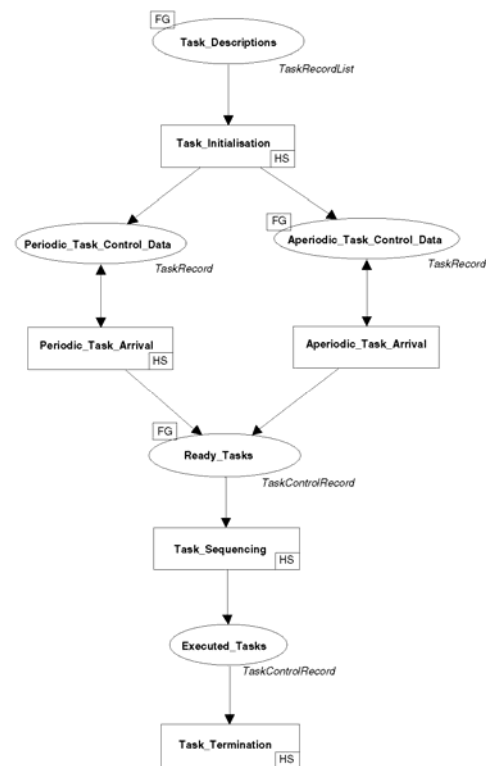 FG
Task_Descriptions
TaskRecordList
Task_Initialisation
HS
FG
Periodic_Task_Control_Data
Aperiodic_Task_Control_Data
TaskRecord
TaskRecord
Periodic_Task_Arrival
HS
Aperiodic_Task_Arrival
FG
Ready_Tasks
TaskControlRecord
Task_Sequencing
HS
Executed_Tasks
TaskControlRecord
Task_Termination
HS